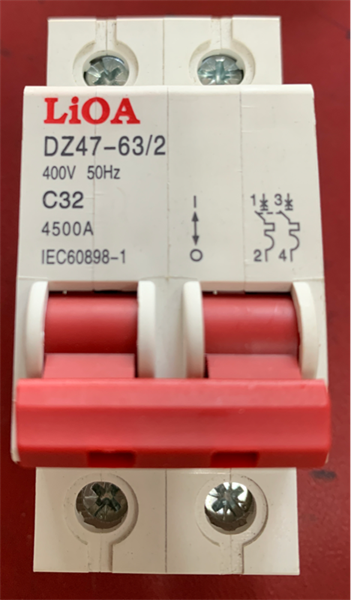 LiOA
DZ47-63/2
400V 50Hz
C32
4500A
IEC60898-1
I
O
1 3
2 4